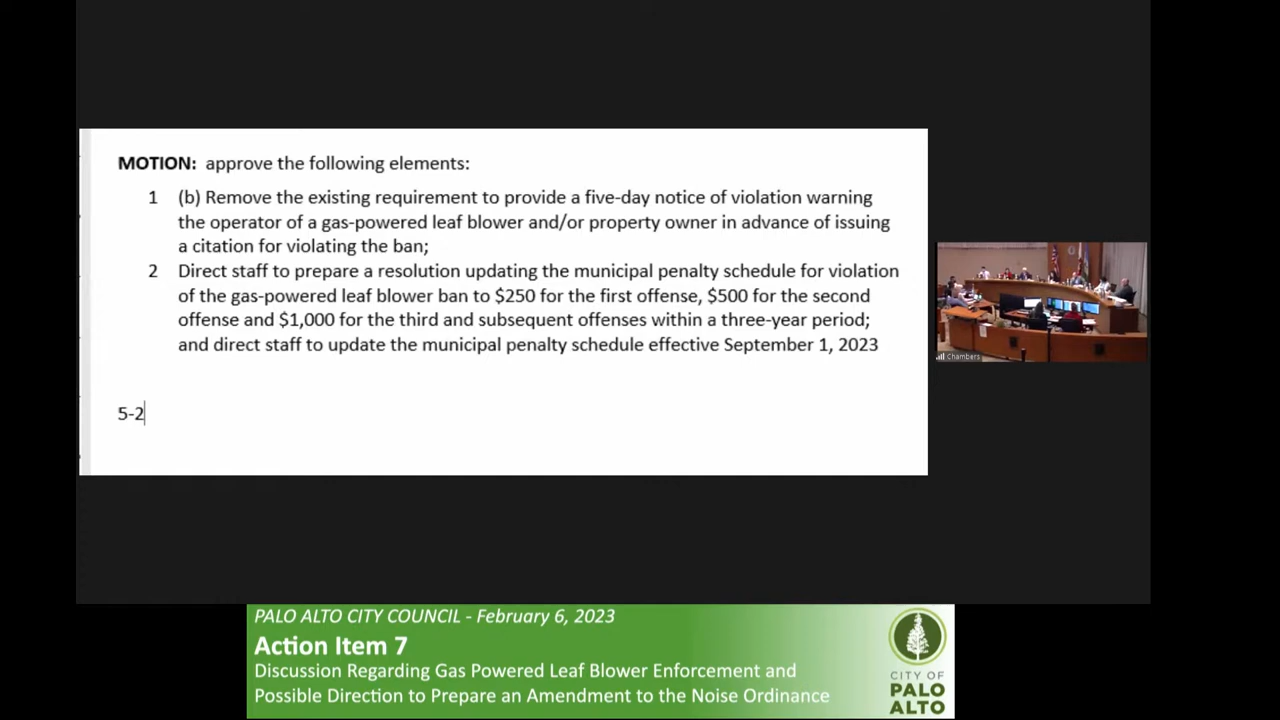 MOTION: approve the following elements:
1 (b) Remove the existing requirement to provide a five-day notice of violation warning
the operator of a gas-powered leaf blower and/or property owner in advance of issuing
a citation for violating the ban;
2 Direct staff to prepare a resolution updating the municipal penalty schedule for violation
of the gas-powered leaf blower ban to $250 for the first offense, $500 for the second
offense and $1,000 for the third and subsequent offenses within a three-year period;
and direct staff to update the municipal penalty schedule effective September 1, 2023
5-2
Chambers
PALO ALTO CITY COUNCIL - February 6, 2023
Action Item 7
Discussion Regarding Gas Powered Leaf Blower Enforcement and
Possible Direction to Prepare an Amendment to the Noise Ordinance
CITY OF
PALO
ALTO